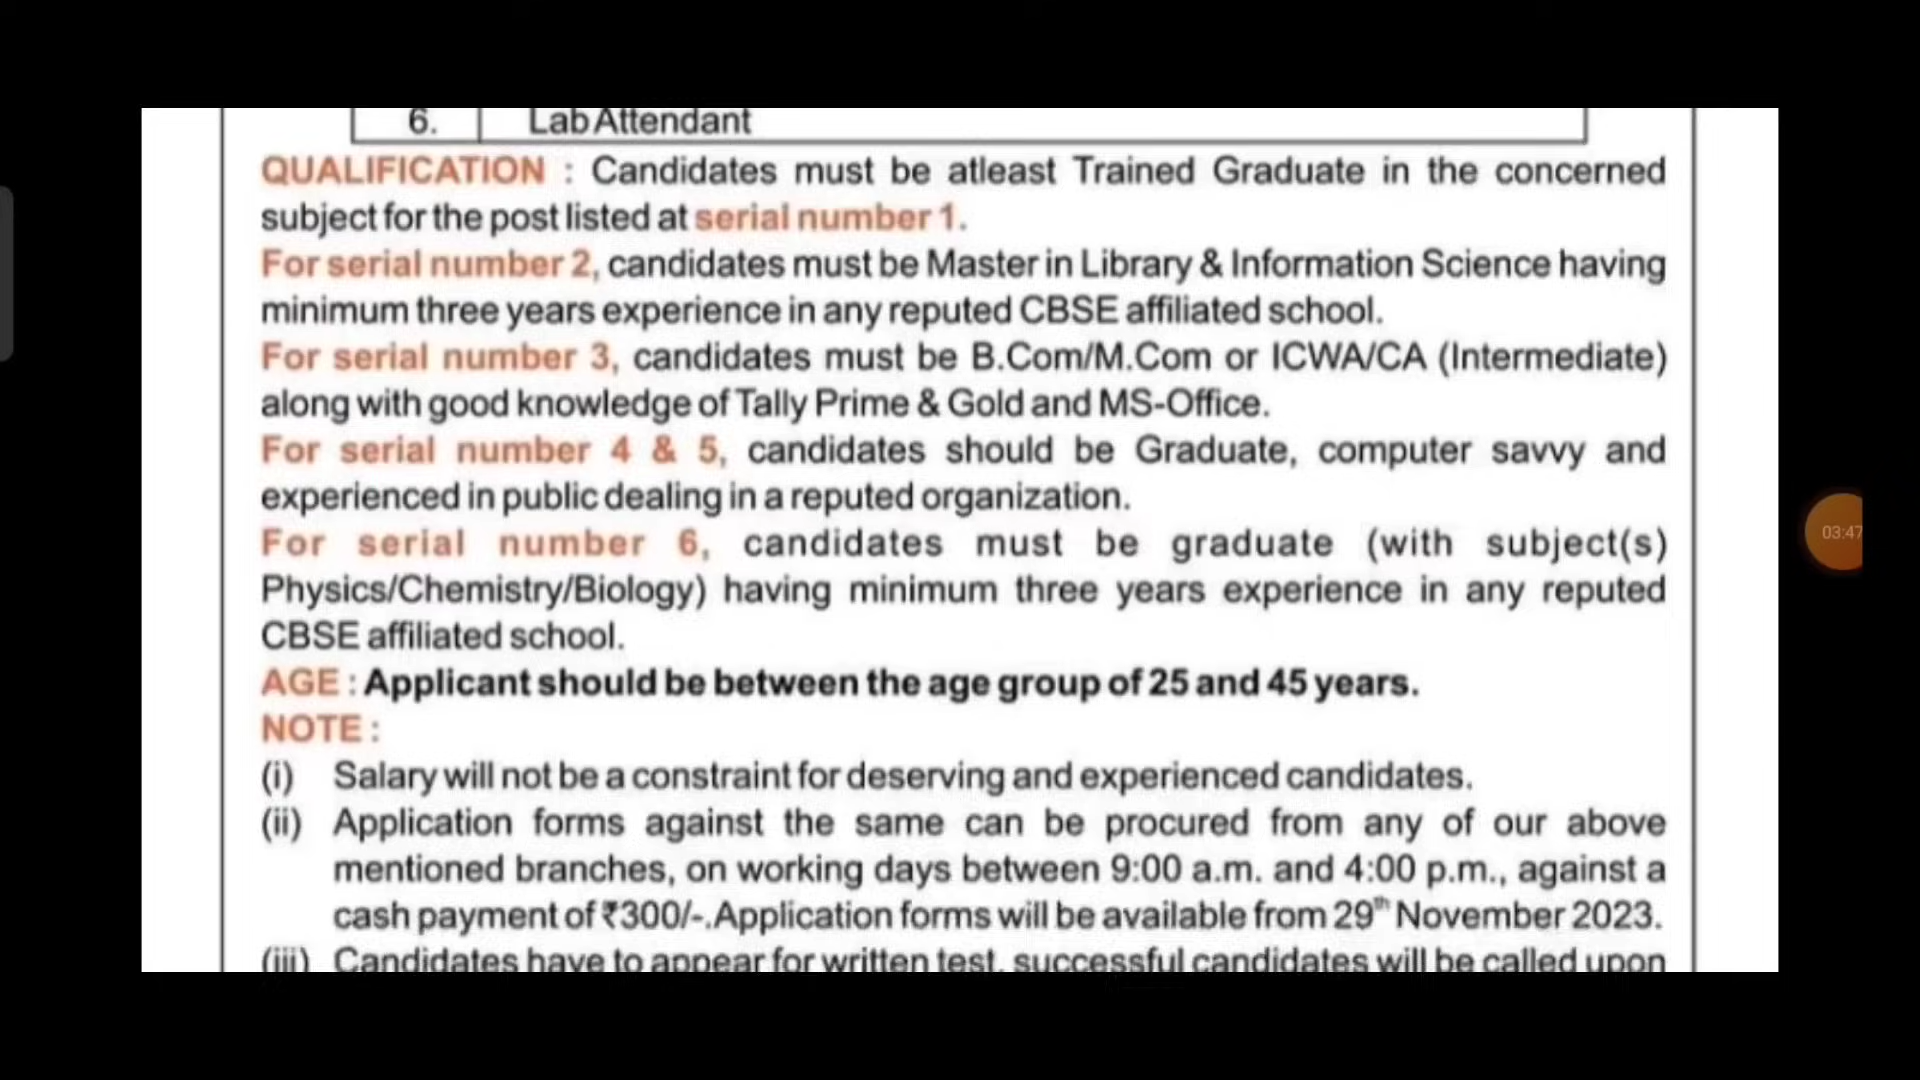 6. Lab Attendant
QUALIFICATION : Candidates must be atleast Trained Graduate in the concerned
subject for the post listed at serial number 1.
For serial number 2, candidates must be Master in Library & Information Science having
minimum three years experience in any reputed CBSE affiliated school.
For serial number 3, candidates must be B.Com/M.Com or ICWA/CA (Intermediate)
along with good knowledge of Tally Prime & Gold and MS-Office.
For serial number 4 & 5, candidates should be Graduate, computer savvy and
experienced in public dealing in a reputed organization.
For serial number 6, candidates must be graduate (with subject(s)
Physics/Chemistry/Biology) having minimum three years experience in any reputed
CBSE affiliated school.
AGE : Applicant should be between the age group of 25 and 45 years.
NOTE :
(i) Salary will not be a constraint for deserving and experienced candidates.
(ii) Application forms against the same can be procured from any of our above
mentioned branches, on working days between 9:00 a.m. and 4:00 p.m., against a
cash payment of ₹300/-.Application forms will be available from 29th November 2023.
(iii) Candidates have to appear for written test, successful candidates will be called upon
03:47